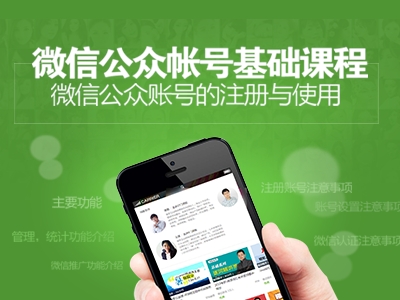 微信公众帐号基础课程
微信公众账号的注册与使用
主要功能
管理，统计功能介绍
微信推广功能介绍
注册账号注意事项
账号设置注意事项
微信认证注意事项